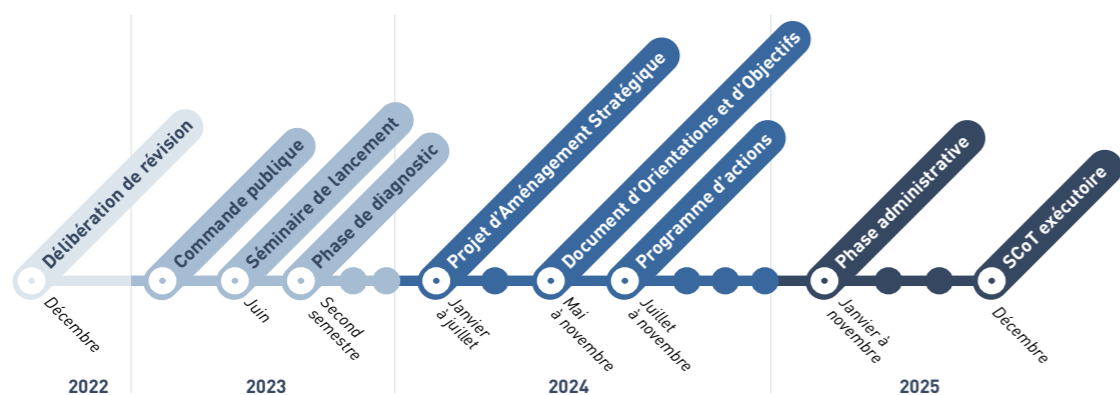 Délibération de révision
Commande publique
Séminaire de lancement
Phase de diagnostic
Projet d'Aménagement Stratégique
Document d'Orientations et d'Objectifs
Programme d'actions
Phase administrative
SCoT exécutoire
Décembre
Juin
Second
semestre
Janvier
à juillet
Mai
à novembre
Juillet
à novembre
Janvier à
novembre
Décembre
2022
2023
2024
2025